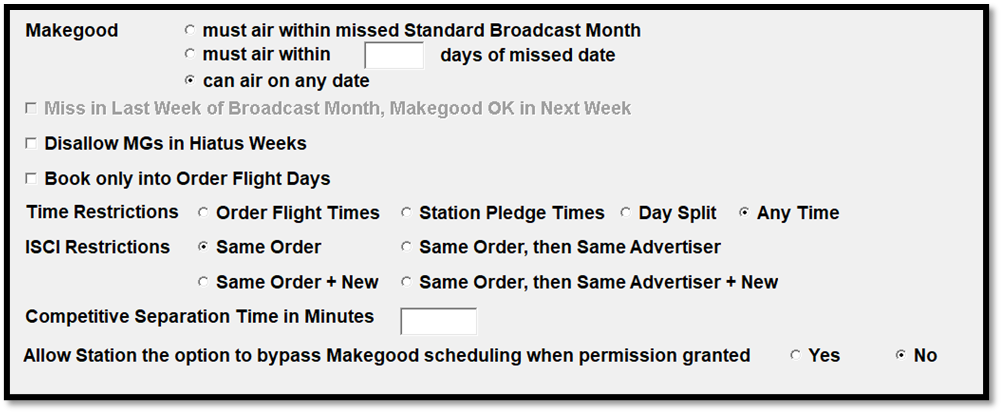 Makegood must air within missed Standard Broadcast Month
must air within days of missed date
can air on any date
Miss in Last Week of Broadcast Month, Makegood OK in Next Week
Disallow MGs in Hiatus Weeks
Book only into Order Flight Days
Time Restrictions Order Flight Times Station Pledge Times Day Split Any Time
ISCI Restrictions Same Order Same Order, then Same Advertiser
Same Order + New Same Order, then Same Advertiser + New
Competitive Separation Time in Minutes
Allow Station the option to bypass Makegood scheduling when permission granted Yes No